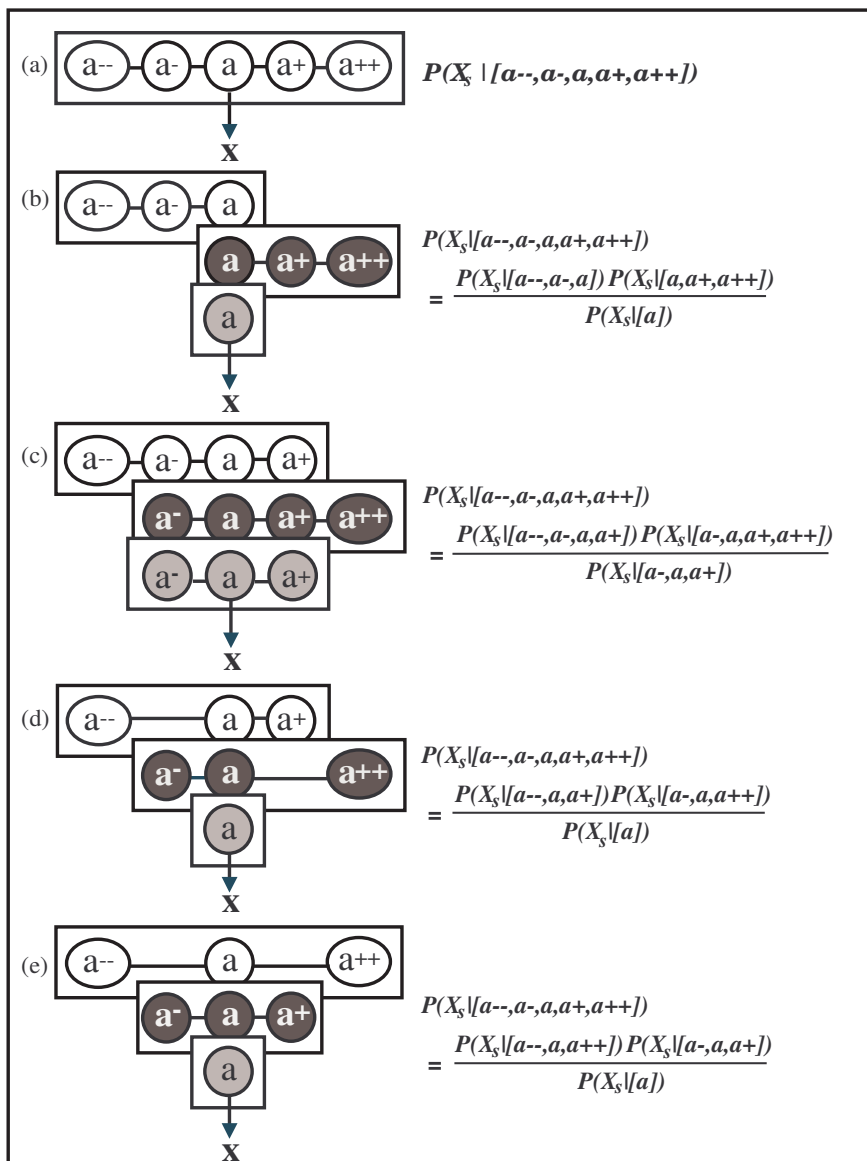 (a) a-- a- a a+ a++ P(Xs | [a--,a-,a,a+,a++])
x
(b) a-- a- a
a a+ a++ P(Xs|[a--,a-,a,a+,a++])
a = P(Xs|[a--,a-,a]) P(Xs|[a,a+,a++])
P(Xs|[a])
x
(c) a-- a- a a+
a- a a+ a++ P(Xs|[a--,a-,a,a+,a++])
a- a a+ = P(Xs|[a--,a-,a,a+]) P(Xs|[a-,a,a+,a++])
P(Xs|[a-,a,a+])
x
(d) a-- a a+
a- a a++ P(Xs|[a--,a-,a,a+,a++])
a = P(Xs|[a--,a,a+])P(Xs|[a-,a,a++])
P(Xs|[a])
x
(e) a-- a a++
a- a a+ P(Xs|[a--,a-,a,a+,a++])
a = P(Xs|[a--,a,a++])P(Xs|[a-,a,a+])
P(Xs|[a])
x